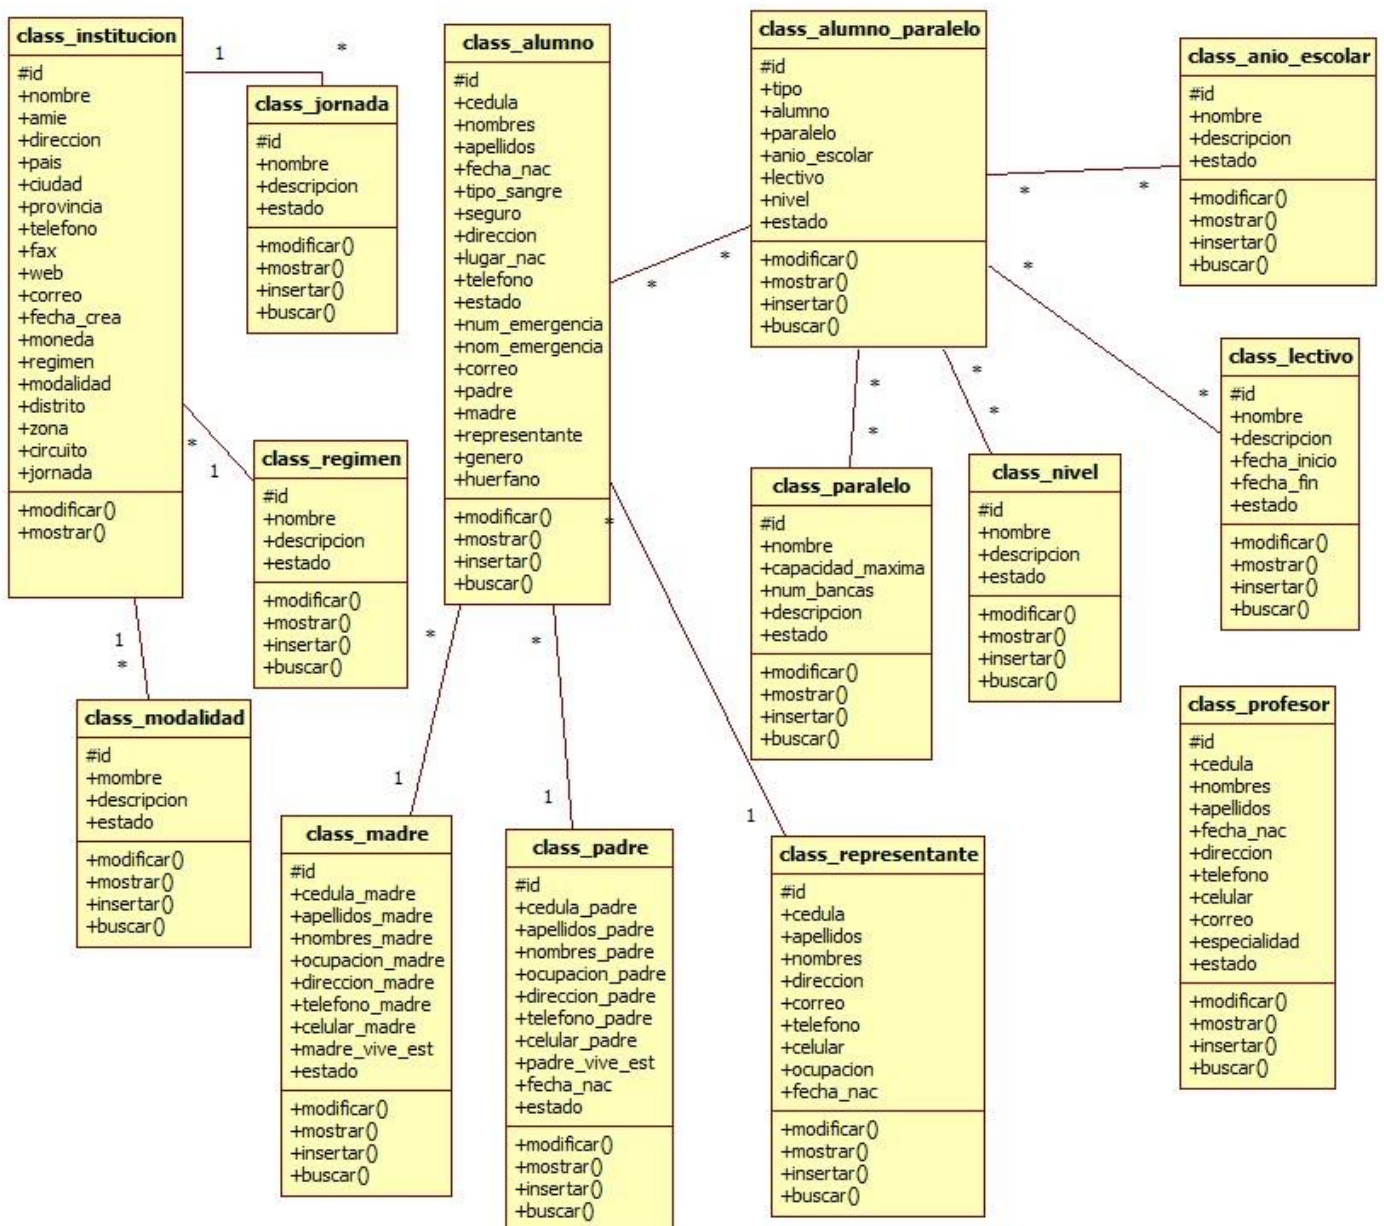 class_institucion
#id
+nombre
+amie
+direccion
+pais
+ciudad
+provincia
+telefono
+fax
+web
+correo
+fecha_crea
+moneda
+regimen
+modalidad
+distrito
+zona
+circuito
+jornada
+modificar()
+mostrar()
1
*
class_jornada
#id
+nombre
+descripcion
+estado
+modificar()
+mostrar()
+insertar()
+buscar()
*
1
class_regimen
#id
+nombre
+descripcion
+estado
+modificar()
+mostrar()
+insertar()
+buscar()
1
*
class_modalidad
#id
+mombre
+descripcion
+estado
+modificar()
+mostrar()
+insertar()
+buscar()
class_alumno
#id
+cedula
+nombres
+apellidos
+fecha_nac
+tipo_sangre
+seguro
+direccion
+lugar_nac
+telefono
+estado
+num_emergencia
+nom_emergencia
+correo
+padre
+madre
+representante
+genero
+huerfano
+modificar()
+mostrar()
+insertar()
+buscar()
*
*
*
1
class_madre
#id
+cedula_madre
+apellidos_madre
+nombres_madre
+ocupacion_madre
+direccion_madre
+telefono_madre
+celular_madre
+madre_vive_est
+estado
+modificar()
+mostrar()
+insertar()
+buscar()
*
1
class_padre
#id
+cedula_padre
+apellidos_padre
+nombres_padre
+ocupacion_padre
+direccion_padre
+telefono_padre
+celular_padre
+padre_vive_est
+fecha_nac
+estado
+modificar()
+mostrar()
+insertar()
+buscar()
*
1
class_representante
#id
+cedula
+apellidos
+nombres
+direccion
+correo
+telefono
+celular
+ocupacion
+fecha_nac
+modificar()
+mostrar()
+insertar()
+buscar()
class_alumno_paralelo
#id
+tipo
+alumno
+paralelo
+anio_escolar
+lectivo
+nivel
+estado
+modificar()
+mostrar()
+insertar()
+buscar()
*
*
class_anio_escolar
#id
+nombre
+descripcion
+estado
+modificar()
+mostrar()
+insertar()
+buscar()
*
*
class_lectivo
#id
+nombre
+descripcion
+fecha_inicio
+fecha_fin
+estado
+modificar()
+mostrar()
+insertar()
+buscar()
*
*
class_paralelo
#id
+nombre
+capacidad_maxima
+num_bancas
+descripcion
+estado
+modificar()
+mostrar()
+insertar()
+buscar()
*
*
class_nivel
#id
+nombre
+descripcion
+estado
+modificar()
+mostrar()
+insertar()
+buscar()
class_profesor
#id
+cedula
+nombres
+apellidos
+fecha_nac
+direccion
+telefono
+celular
+correo
+especialidad
+estado
+modificar()
+mostrar()
+insertar()
+buscar()